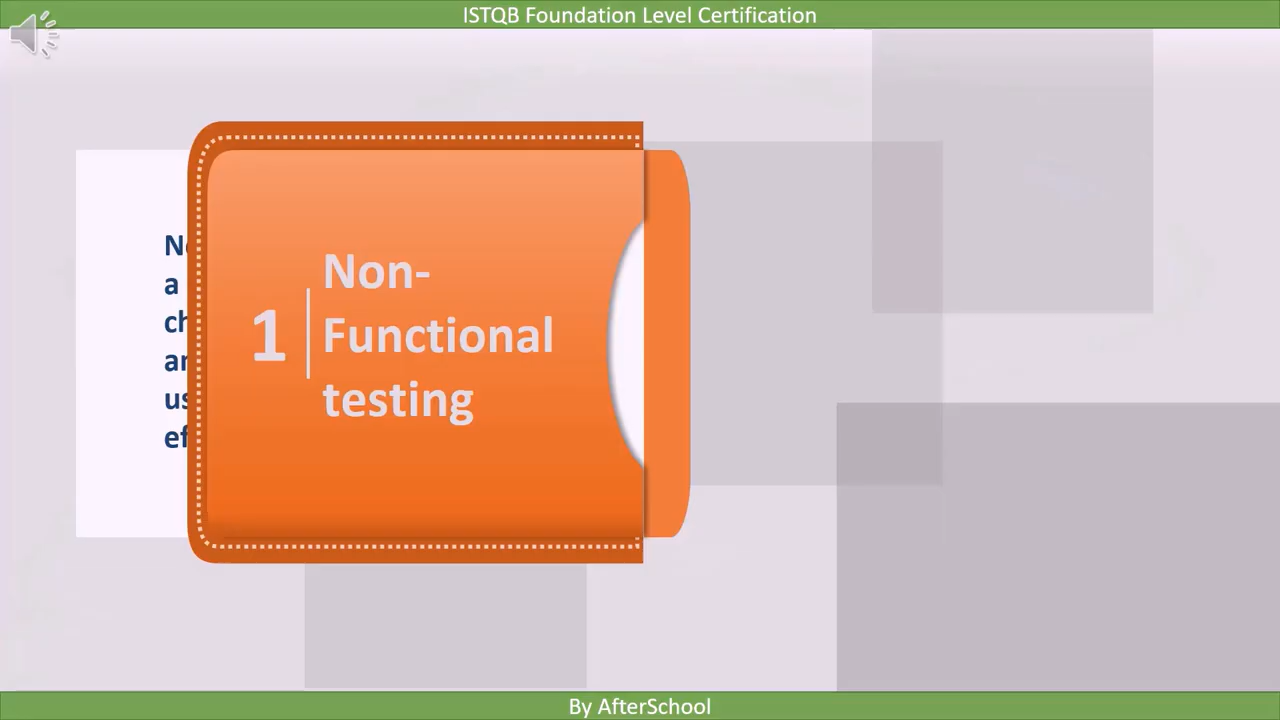 ISTQB Foundation Level Certification
1
Non-
Functional
testing
a
By AfterSchool